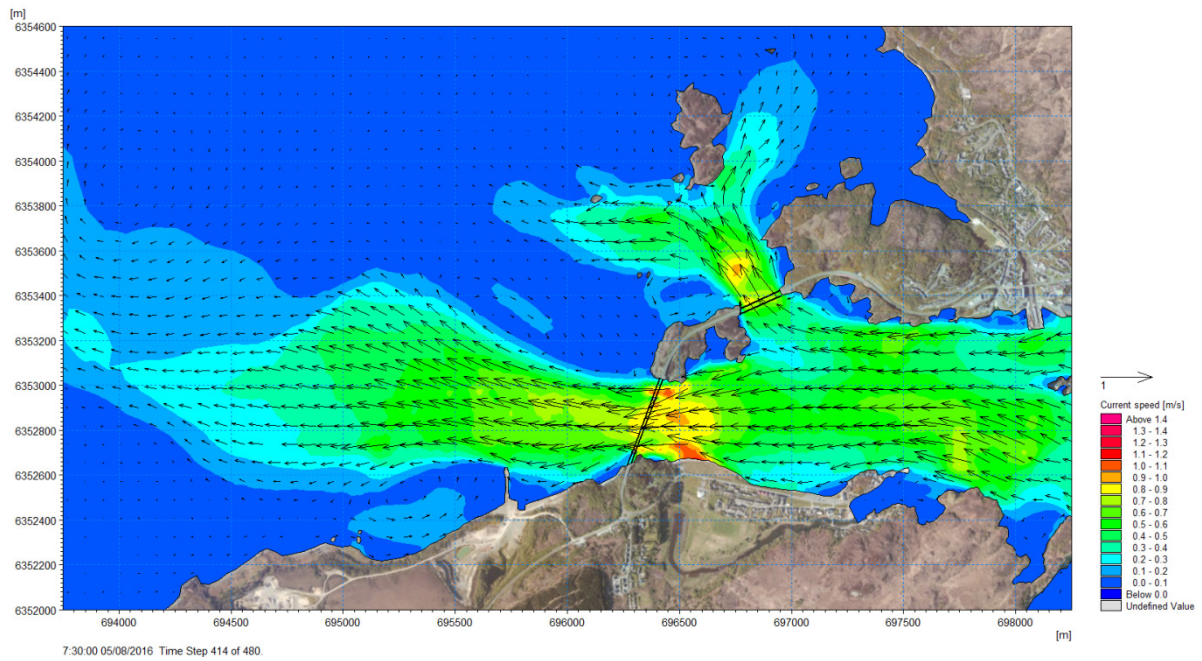 [m]
6354600
6354400
6354200
6354000
6353800
6353600
6353400
6353200
6353000
6352800
6352600
6352400
6352200
6352000
694000 694500 695000 695500 696000 696500 697000 697500 698000
[m]
7:30:00 05/08/2016 Time Step 414 of 480.
1
Current speed [m/s]
Above 1.4
1.3 - 1.4
1.2 - 1.3
1.1 - 1.2
1.0 - 1.1
0.9 - 1.0
0.8 - 0.9
0.7 - 0.8
0.6 - 0.7
0.5 - 0.6
0.4 - 0.5
0.3 - 0.4
0.2 - 0.3
0.1 - 0.2
0.0 - 0.1
Below 0.0
Undefined Value